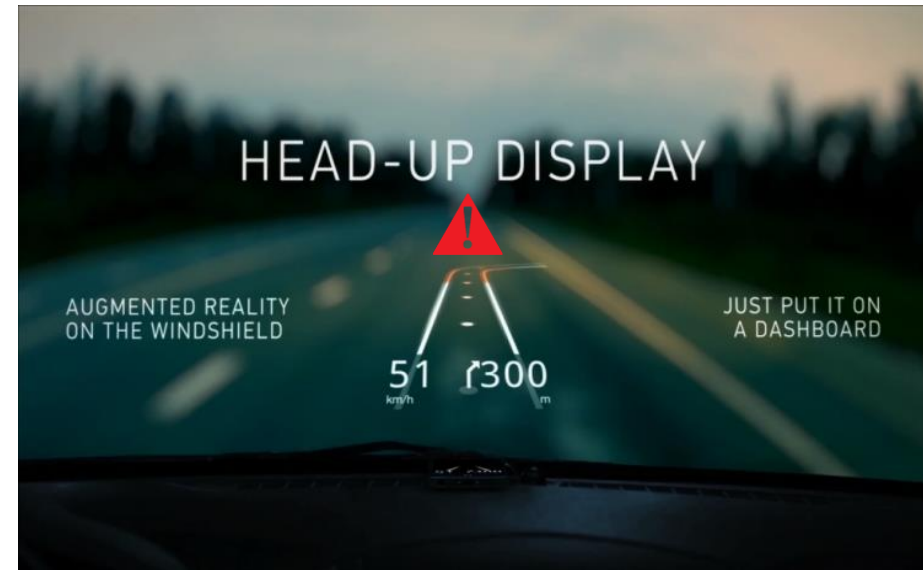 HEAD-UP DISPLAY
!
AUGMENTED REALITY
ON THE WINDSHIELD
JUST PUT IT ON
A DASHBOARD
51
km/h
300
m